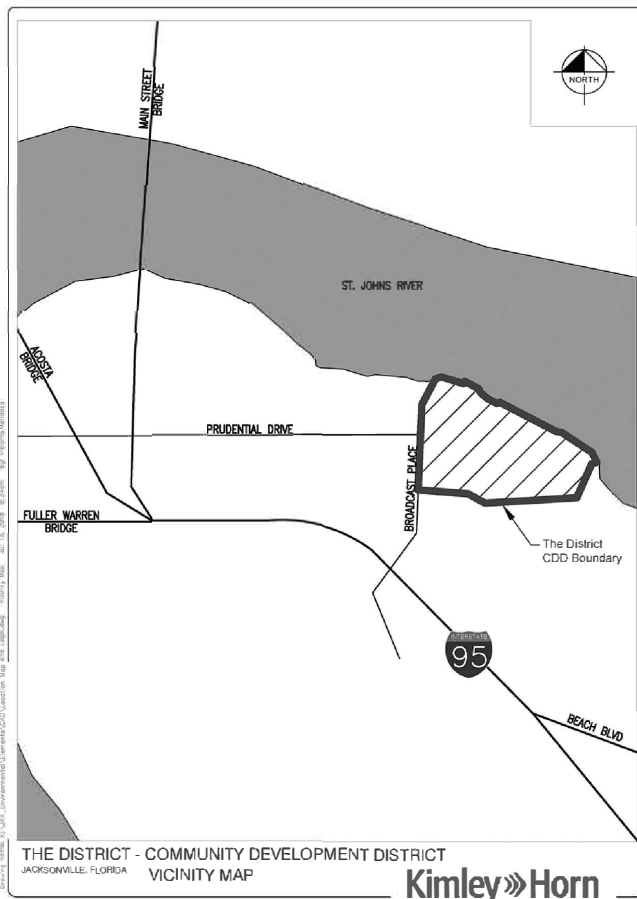 NORTH
MAIN STREET
BRIDGE
ST. JOHNS RIVER
ACOSTA
BRIDGE
PRUDENTIAL DRIVE
BROADCAST PLACE
FULLER WARREN
BRIDGE
The District
CDD Boundary
INTERSTATE
95
BEACH BLVD
THE DISTRICT - COMMUNITY DEVELOPMENT DISTRICT
JACKSONVILLE, FLORIDA VICINITY MAP
Kimley»Horn